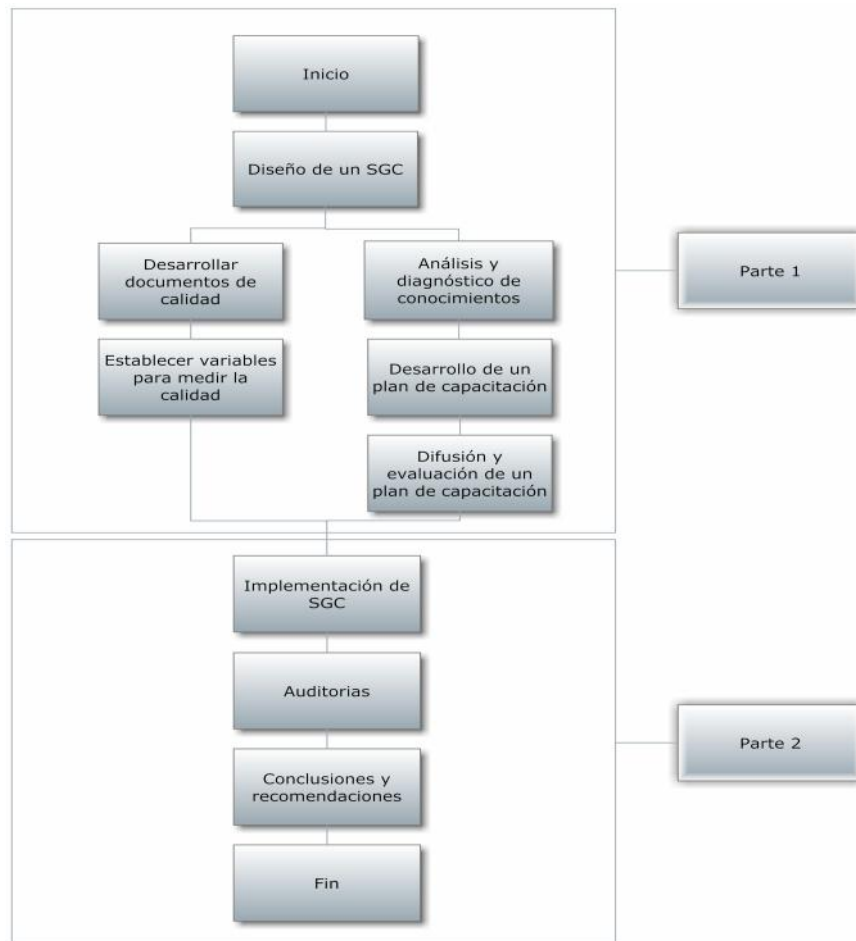 Inicio
Diseño de un SGC
Desarrollar
documentos de
calidad
Análisis y
diagnóstico de
conocimientos
Parte 1
Establecer variables
para medir la
calidad
Desarrollo de un
plan de capacitación
Difusión y
evaluación de un
plan de capacitación
Implementación de
SGC
Auditorias
Parte 2
Conclusiones y
recomendaciones
Fin